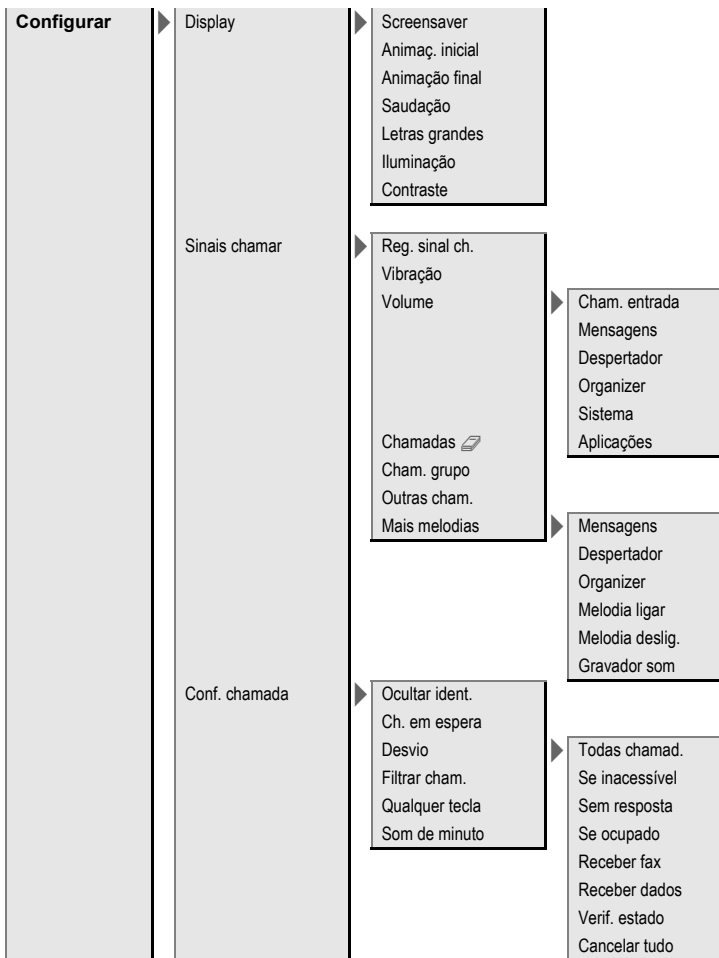 Configurar
Display
Screensaver
Animaç. inicial
Animação final
Saudação
Letras grandes
Iluminação
Contraste
Sinais chamar
Reg. sinal ch.
Vibração
Volume
Cham. entrada
Mensagens
Despertador
Organizer
Sistema
Aplicações
Chamadas
Cham. grupo
Outras cham.
Mais melodias
Mensagens
Despertador
Organizer
Melodia ligar
Melodia deslig.
Gravador som
Conf. chamada
Ocultar ident.
Ch. em espera
Desvio
Todas chamad.
Se inacessível
Sem resposta
Se ocupado
Receber fax
Receber dados
Verif. estado
Cancelar tudo
Filtrar cham.
Qualquer tecla
Som de minuto